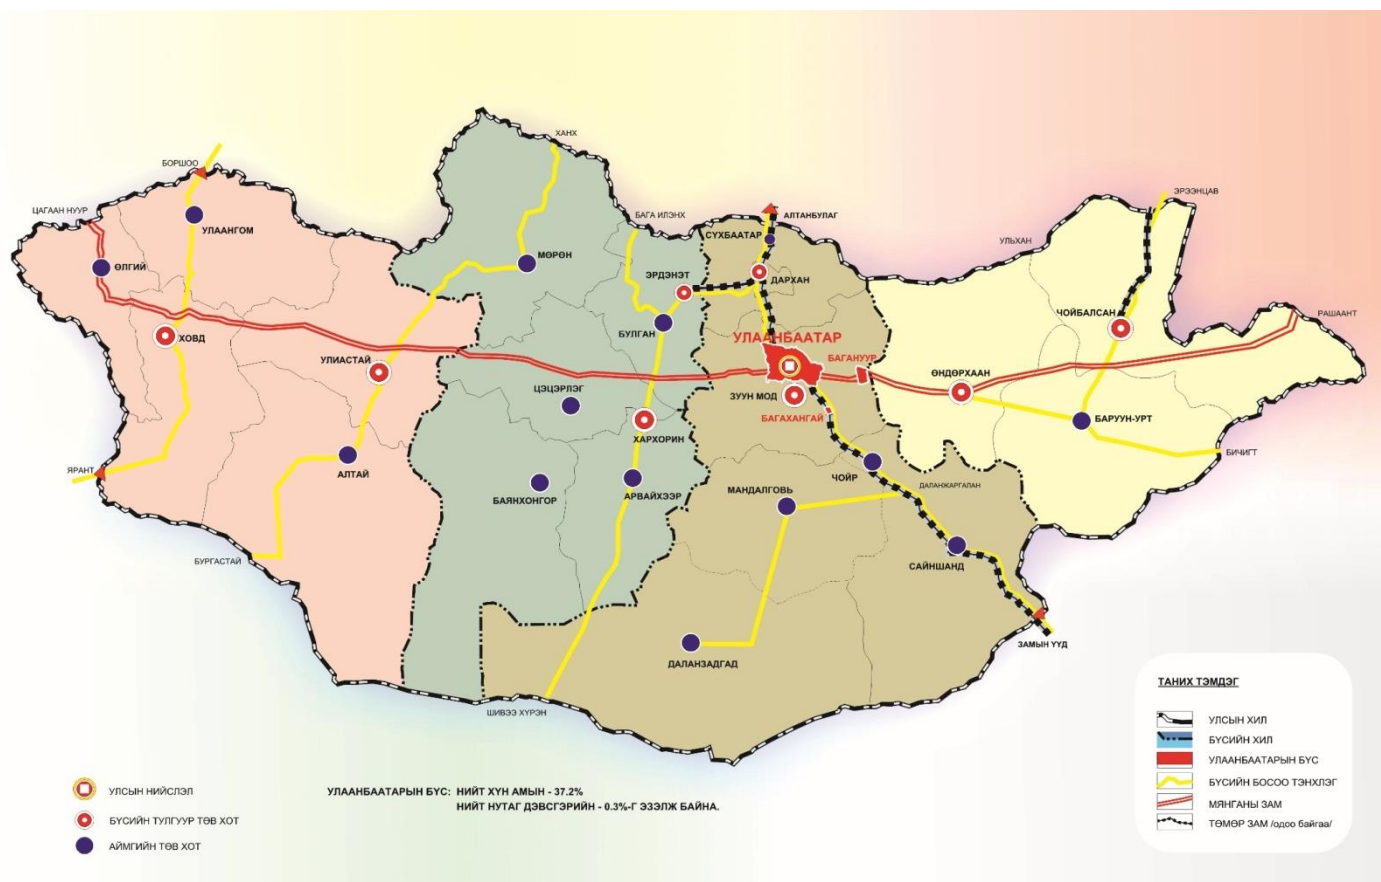 ХАНХ
БОРШОО
ЭРЭЭНЦАВ
ЦАГААН НУУР
БАГА ИЛЭНХ
АЛТАНБУЛАГ
УЛААНГОМ
СҮХБААТАР
УЛЬХАН
МӨРӨН
ӨЛГИЙ
ЭРДЭНЭТ
ДАРХАН
ЧОЙБАЛСАН
РАШААНТ
БУЛГАН
УЛААНБААТАР
ХОВД
УЛИАСТАЙ
БАГАНУУР
ӨНДӨРХААН
ЦЭЦЭРЛЭГ
ЗУУН МОД
БАГАХАНГАЙ
БАРУУН-УРТ
ХАРХОРИН
БИЧИГТ
ЯРАНТ
АЛТАЙ
ЧОЙР
ДАЛАНЖАРГАЛАН
МАНДАЛГОВЬ
БАЯНХОНГОР
АРВАЙХЭЭР
БУРГАСТАЙ
САЙНШАНД
ЗАМЫН ҮҮД
ДАЛАНЗАДГАД
ШИВЭЭ ХҮРЭН
ТАНИХ ТЭМДЭГ
УЛСЫН ХИЛ
БҮСИЙН ХИЛ
УЛААНБААТАРЫН БҮС
БҮСИЙН БОСОО ТЭНХЛЭГ
МЯНГАНЫ ЗАМ
ТӨМӨР ЗАМ /одоо байгаа/
УЛСЫН НИЙСЛЭЛ
БҮСИЙН ТУЛГУУР ТӨВ ХОТ
АЙМГИЙН ТӨВ ХОТ
УЛААНБААТАРЫН БҮС: НИЙТ ХҮН АМЫН - 37.2%
НИЙТ НУТАГ ДЭВСГЭРИЙН - 0.3%-Г ЭЗЭЛЖ БАЙНА.